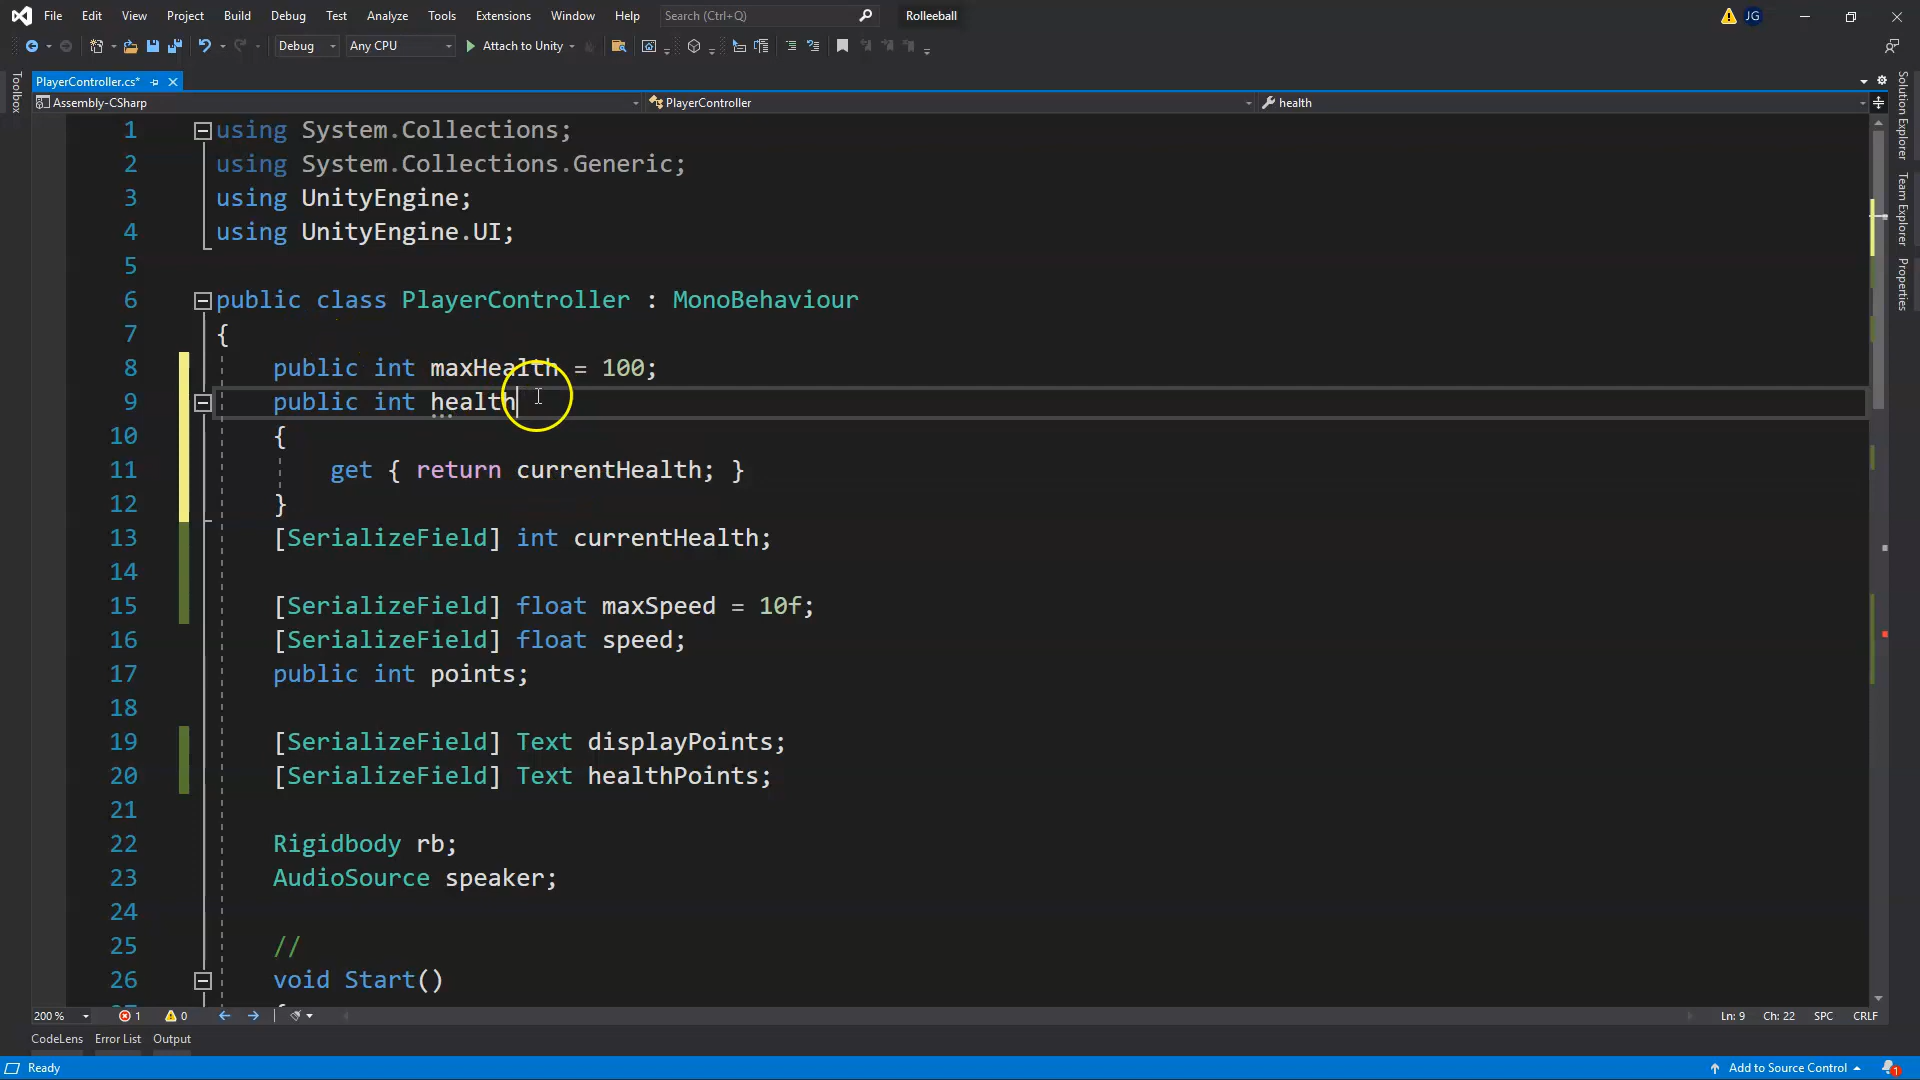 File Edit View Project Build Debug Test Analyze Tools Extensions Window Help Search (Ctrl+Q) Rolleeball JG
Debug Any CPU Attach to Unity
PlayerController.cs*
Assembly-CSharp PlayerController health
1 using System.Collections;
2 using System.Collections.Generic;
3 using UnityEngine;
4 using UnityEngine.UI;
5
6 public class PlayerController : MonoBehaviour
7 {
8 public int maxHealth = 100;
9 public int health
10 {
11 get { return currentHealth; }
12 }
13 [SerializeField] int currentHealth;
14
15 [SerializeField] float maxSpeed = 10f;
16 [SerializeField] float speed;
17 public int points;
18
19 [SerializeField] Text displayPoints;
20 [SerializeField] Text healthPoints;
21
22 Rigidbody rb;
23 AudioSource speaker;
24
25 //
26 void Start()
200 % 1 0 Ln: 9 Ch: 22 SPC CRLF
CodeLens Error List Output
Ready Add to Source Control 1
Toolbox
Solution Explorer
Team Explorer
Properties